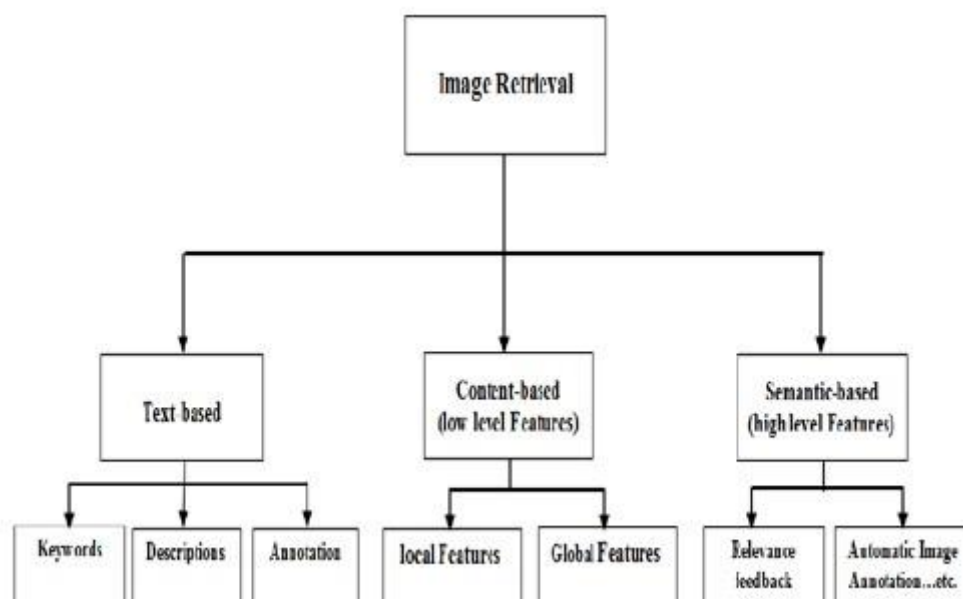 Image Retrieval
Text-based
Content-based
(low level Features)
Semantic-based
(high level Features)
Keywords
Descriptions
Annotation
local Features
Global Features
Relevance
feedback
Automatic Image
Annotation...etc.